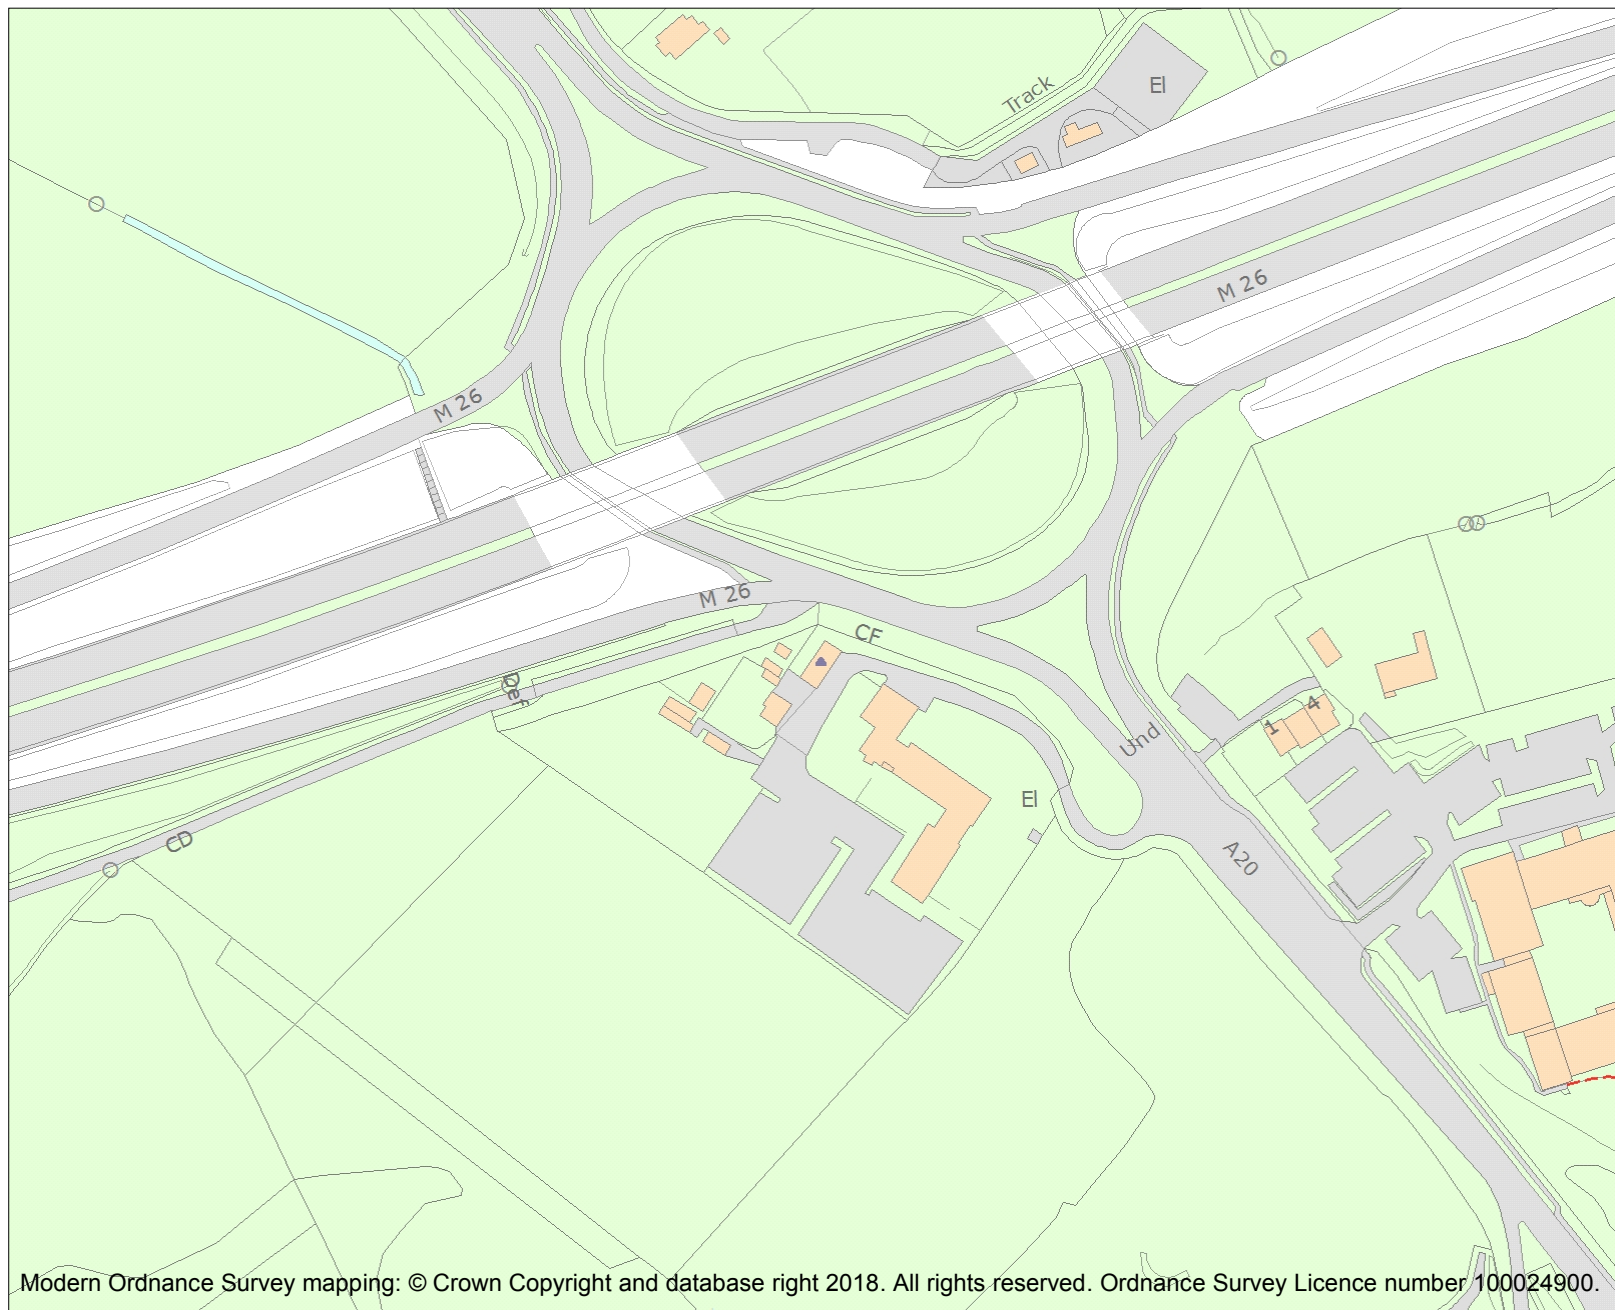 El
Track
M 26
M 26
M 26
CF
Def
4
1
Und
El
CD
A20
Modern Ordnance Survey mapping: © Crown Copyright and database right 2018. All rights reserved. Ordnance Survey Licence number 100024900.